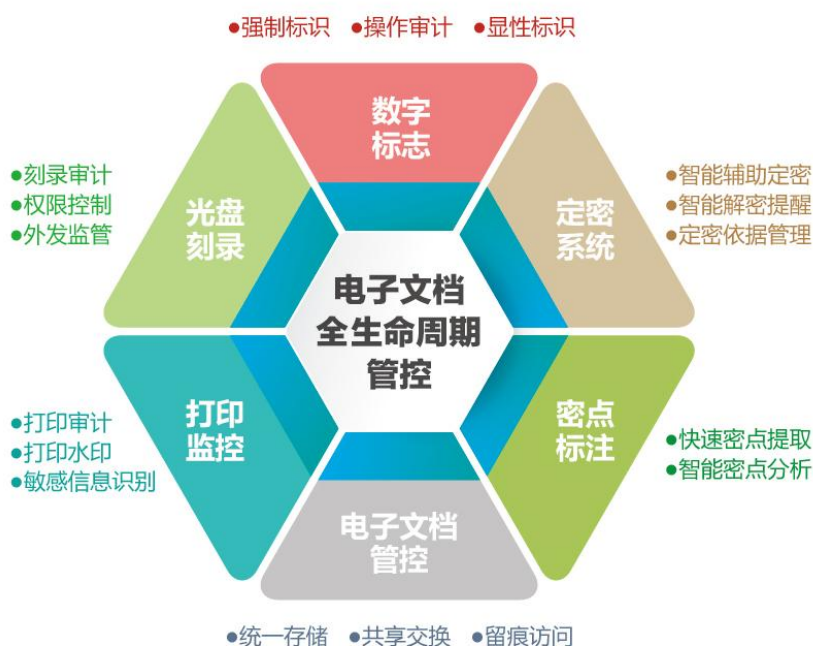 ●强制标识 ●操作审计 ●显性标识
数字
标志
●刻录审计
●权限控制
●外发监管
光盘
刻录
定密
系统
●智能辅助定密
●智能解密提醒
●定密依据管理
电子文档
全生命周期
管控
●打印审计
●打印水印
●敏感信息识别
打印
监控
密点
标注
●快速密点提取
●智能密点分析
电子文档
管控
●统一存储 ●共享交换 ●留痕访问